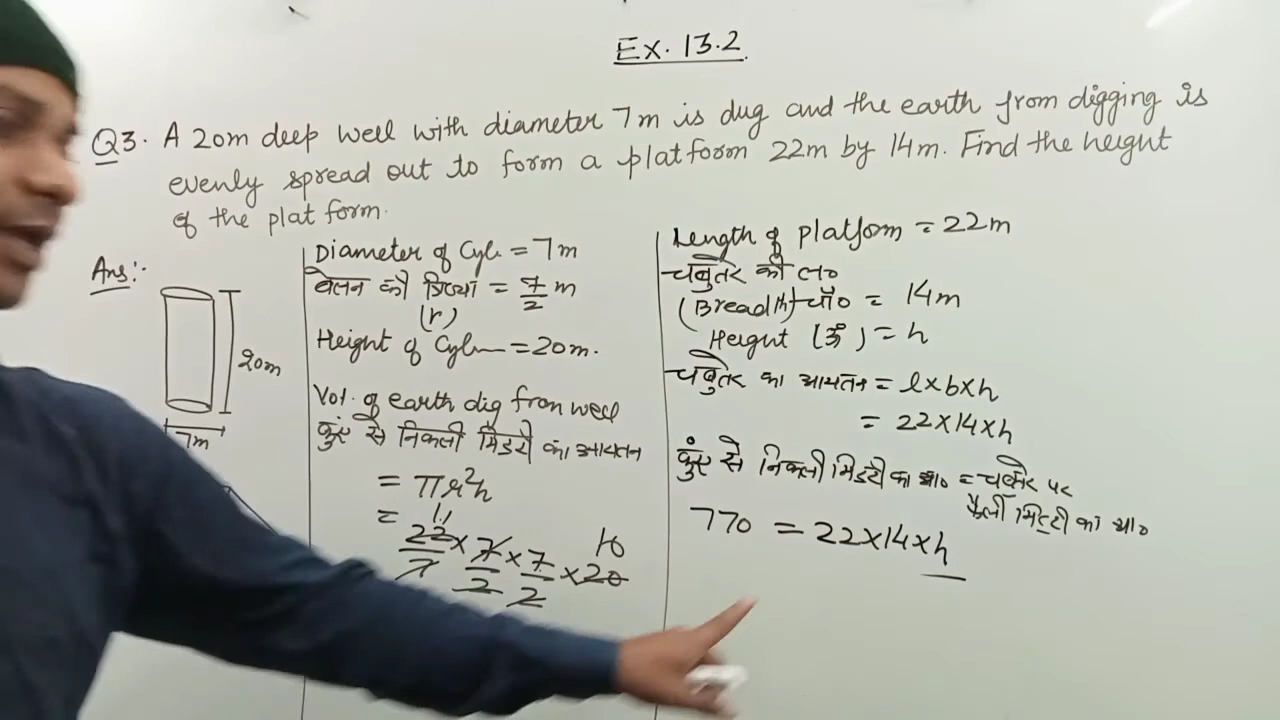 Ex. 13.2
Q3. A 20m deep well with diameter 7m is dug and the earth from digging is
evenly spread out to form a platform 22m by 14m. Find the height
of the plat form.
Ans:-
20m
7m
Diameter of Cyl. = 7m
बेलन की त्रिज्या = 7/2 m
(r)
Height of Cyl = 20m.
Vol. of earth dig from well
कुंए से निकली मिट्टी का आयतन
= πr²h
= 11
22/7 × 7/2 × 7/2 × 20
10
Length of platform = 22m
चबुतरे की ल०
(Breadth) चौ० = 14m
Height (ऊँ) = h
चबुतरे का आयतन = l×b×h
= 22×14×h
कुंए से निकली मिट्टी का आ० = चबुतरे पर
फैली मिट्टी का आ०
770 = 22×14×h